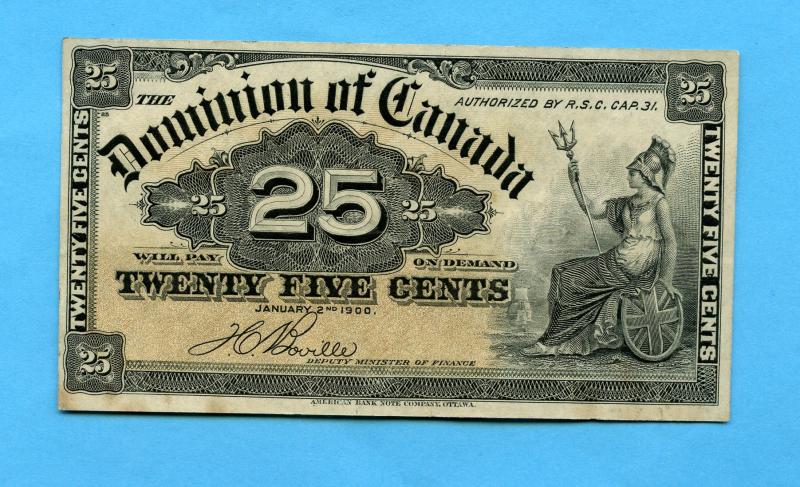 25
25
THE Dominion of Canada
AUTHORIZED BY R.S.C. CAP. 31.
TWENTY FIVE CENTS
25
25
25
TWENTY FIVE CENTS
WILL PAY ON DEMAND
TWENTY FIVE CENTS
JANUARY 2ND 1900.
H C Boville
DEPUTY MINISTER OF FINANCE
25
AMERICAN BANK NOTE COMPANY, OTTAWA.